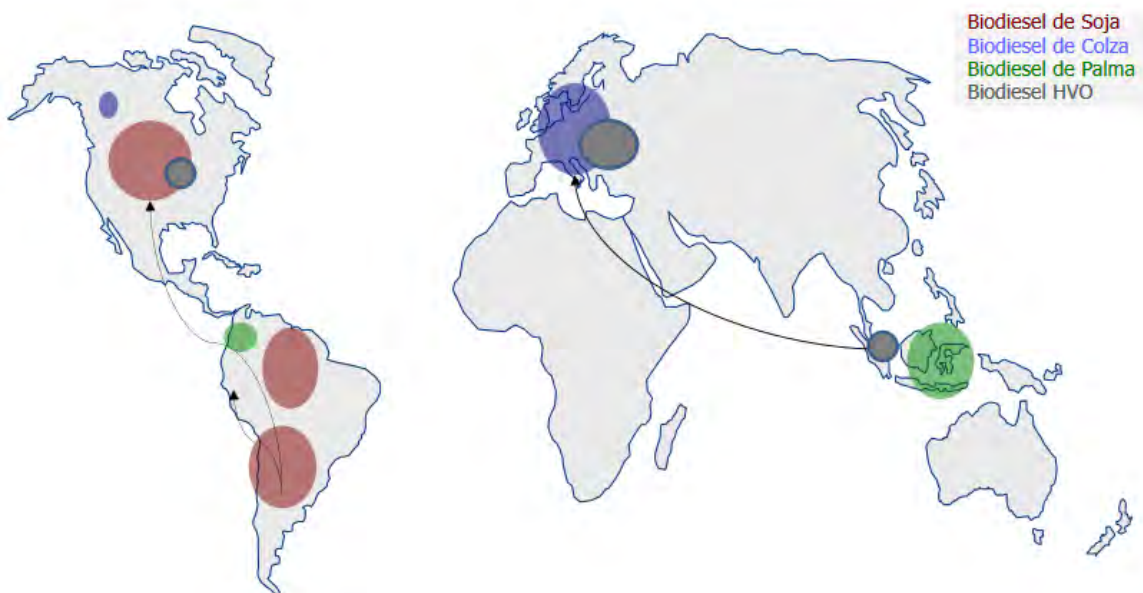 Biodiesel de Soja
Biodiesel de Colza
Biodiesel de Palma
Biodiesel HVO